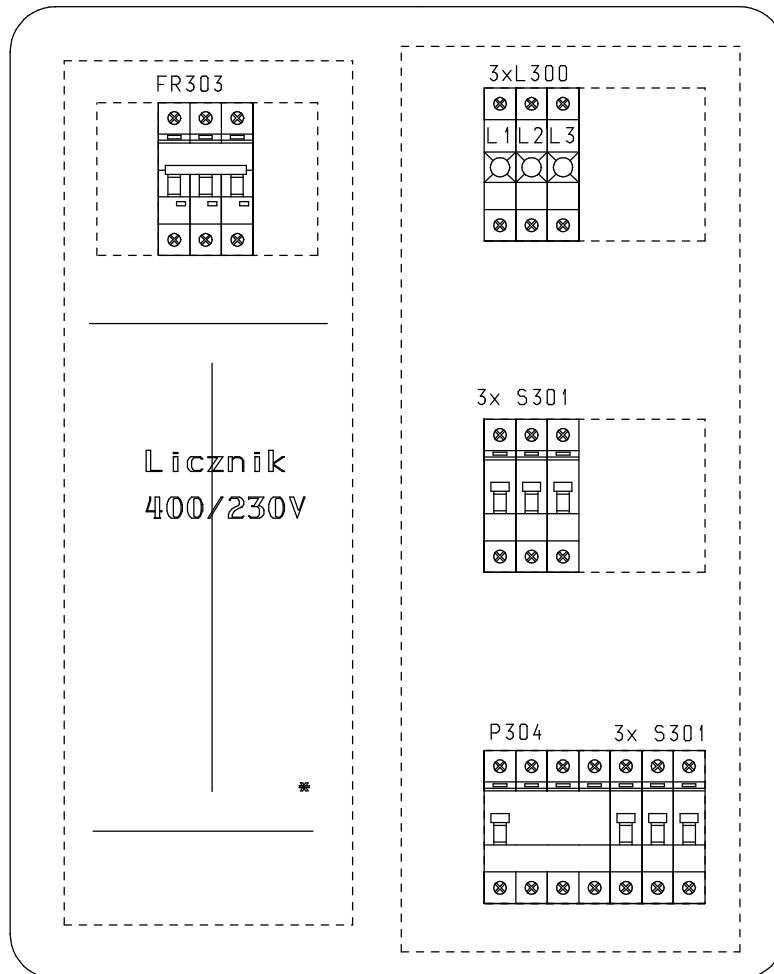 FR303
3xL300
L1 L2 L3
3x S301
Licznik
400/230V
*
P304 3x S301